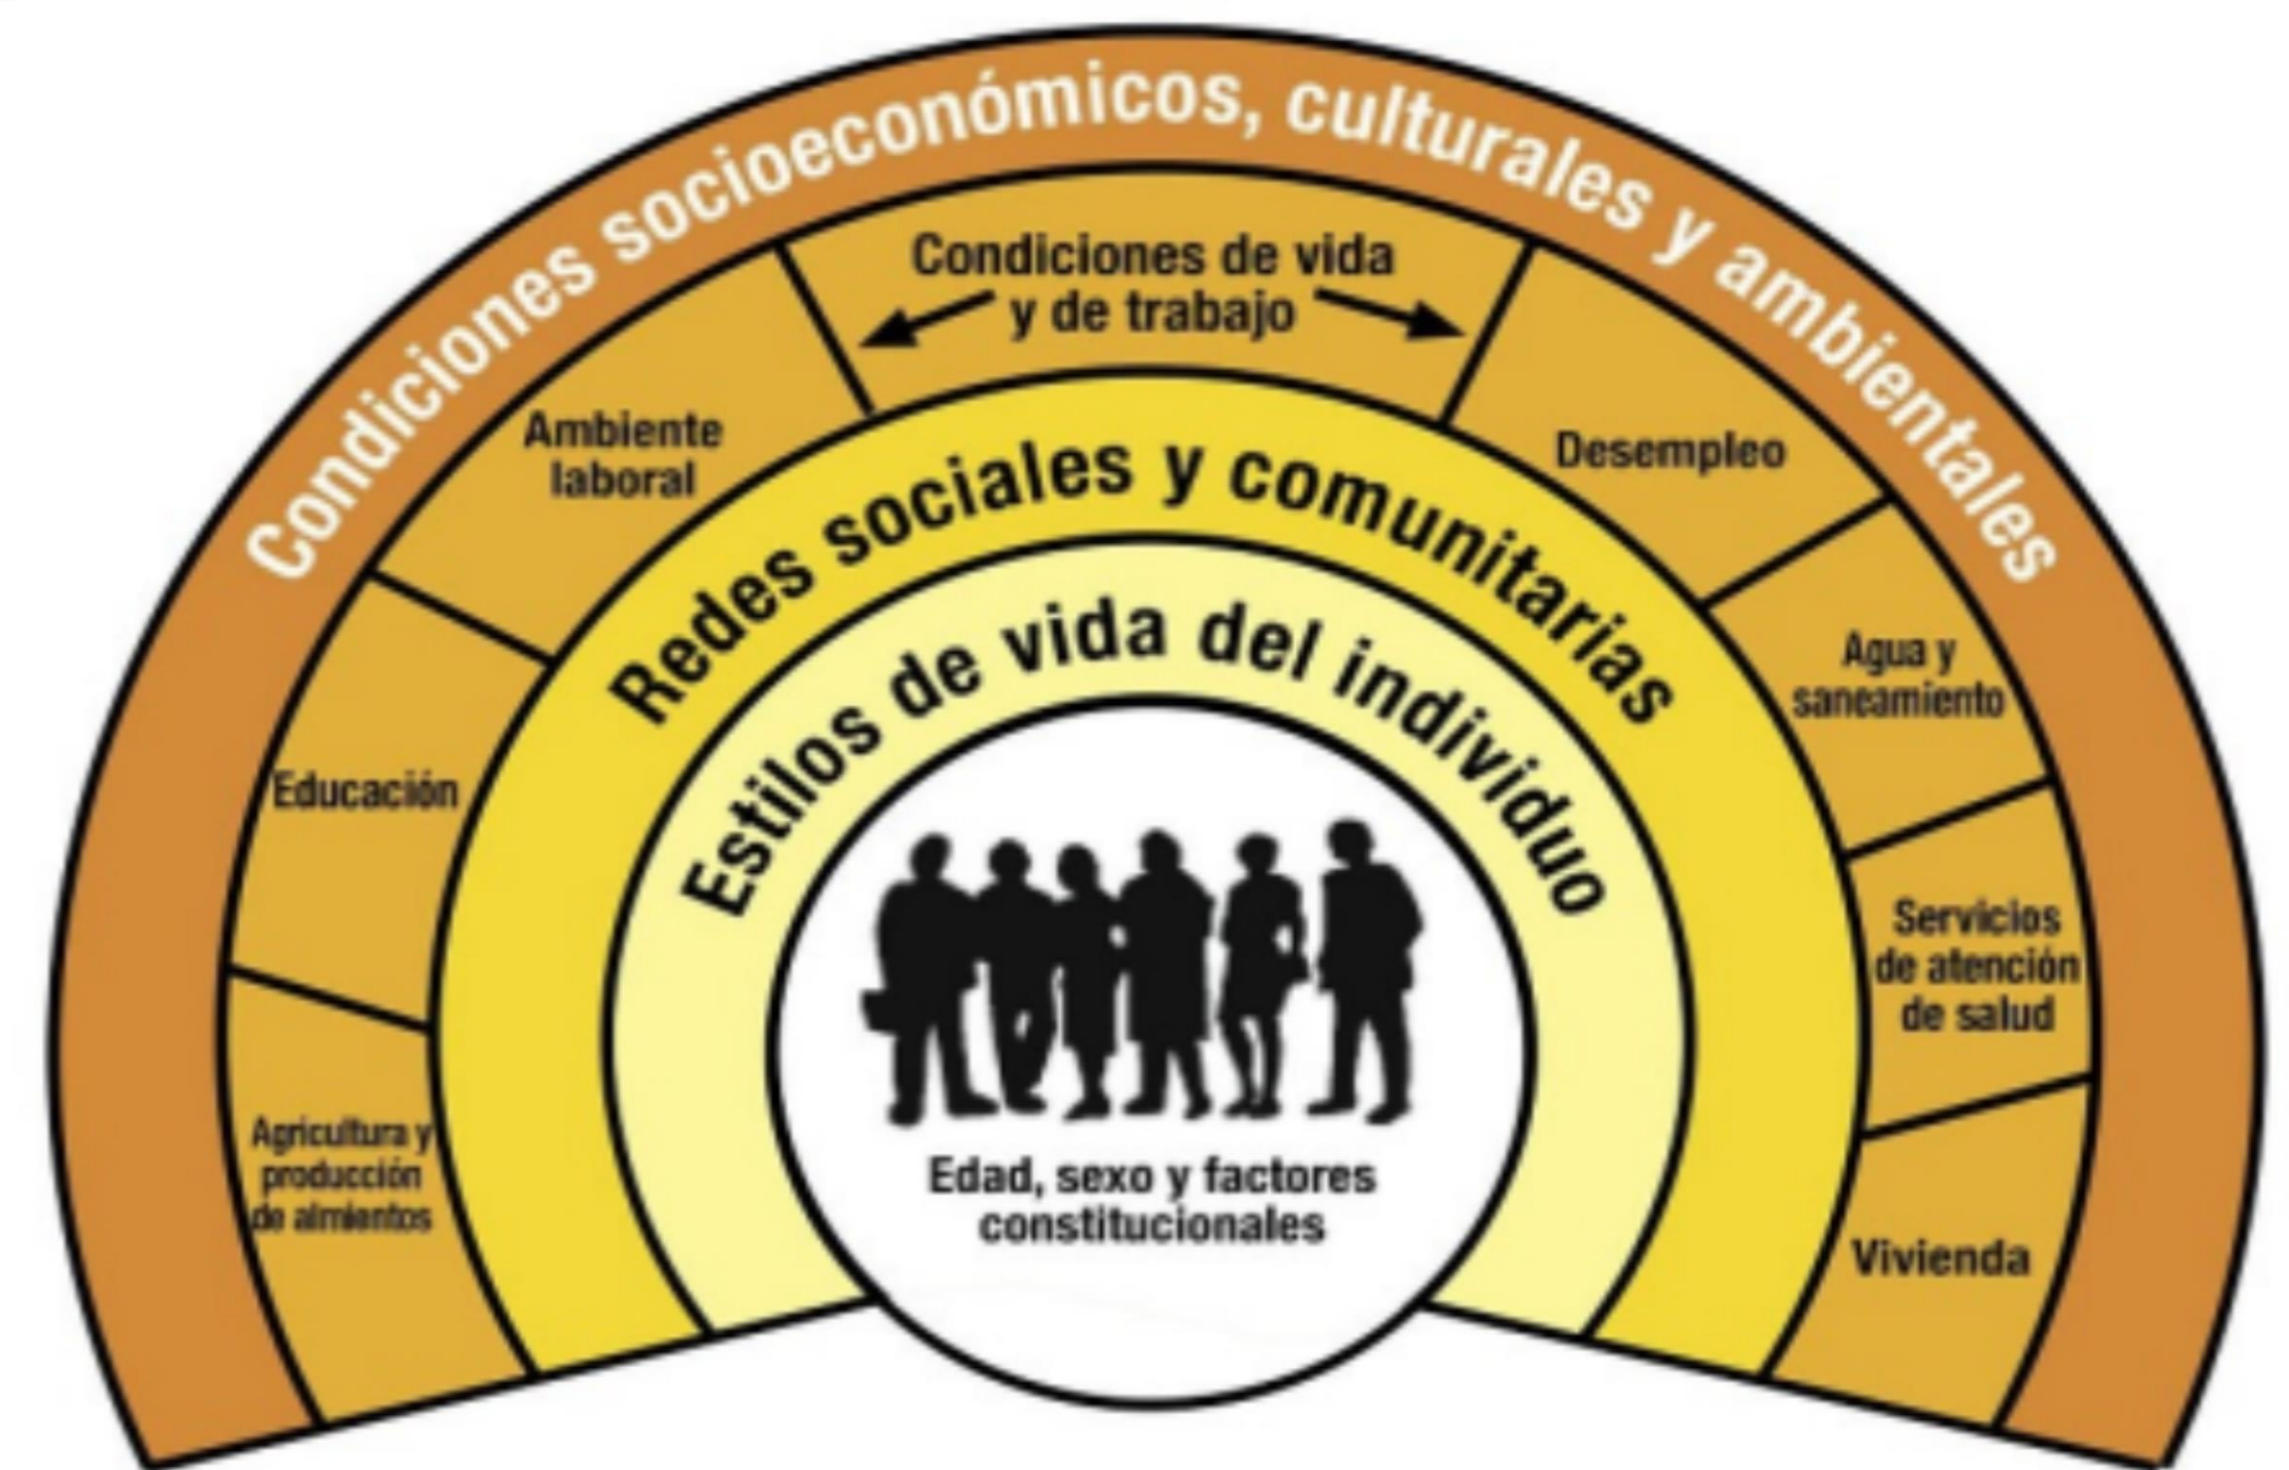 Condiciones socioeconómicos, culturales y ambientales
Condiciones de vida
y de trabajo
Ambiente
laboral
Desempleo
Redes sociales y comunitarias
Agua y
saneamiento
Estilos de vida del individuo
Educación
Servicios
de atención
de salud
Agricultura y
producción
de almientos
Edad, sexo y factores
constitucionales
Vivienda